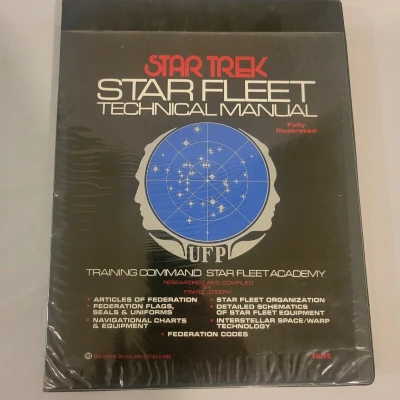 STAR TREK
STAR FLEET
TECHNICAL MANUAL
Fully
Illustrated
UFP
TRAINING COMMAND STAR FLEET ACADEMY
RESEARCHED AND COMPILED
BY
FRANZ JOSEPH
• ARTICLES OF FEDERATION
• FEDERATION FLAGS,
SEALS & UNIFORMS
• NAVIGATIONAL CHARTS
& EQUIPMENT
• STAR FLEET ORGANIZATION
• DETAILED SCHEMATICS
OF STAR FLEET EQUIPMENT
• INTERSTELLAR SPACE/WARP
TECHNOLOGY
• FEDERATION CODES
Ballantine Books